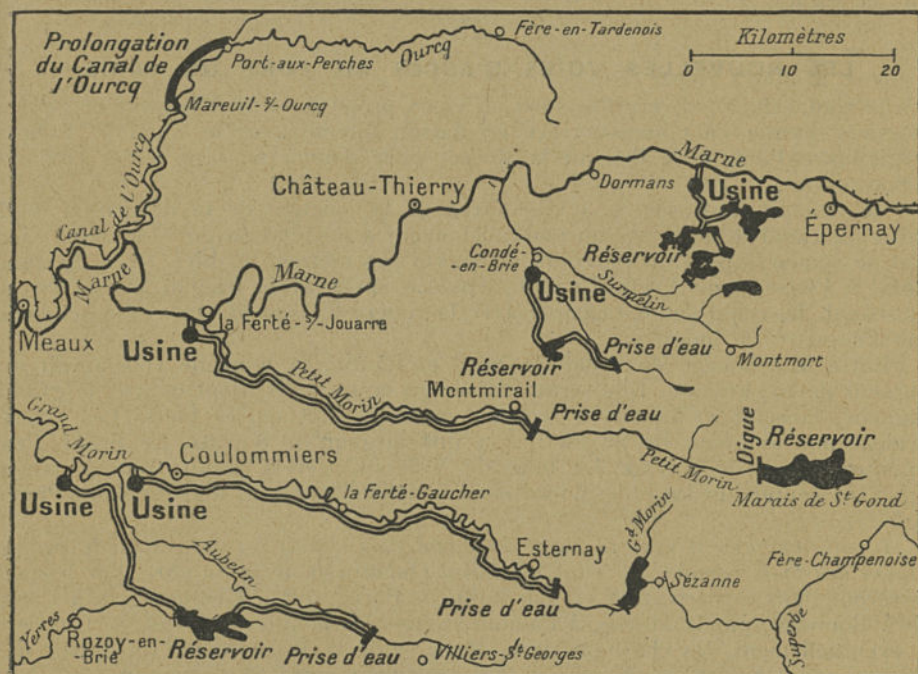 Prolongation
du Canal de
l'Ourcq
Port-aux-Perches
Ourcq
Fère-en-Tardenois
Kilomètres
0 10 20
Mareuil-s/-Ourcq
Canal de l'Ourcq
Château-Thierry
Dormans
Marne
Usine
Épernay
Réservoir
Condé-
-en-Brie
Surmelin
Usine
Marne
Marne
Meaux
la Ferté-s/-Jouarre
Usine
Réservoir
Prise d'eau
Montmort
Petit Morin
Montmirail
Prise d'eau
Digue
Réservoir
Petit Morin
Marais de St Gond
Grand Morin
Coulommiers
Usine
Usine
la Ferté-Gaucher
Aubetin
Esternay
Gd Morin
Sézanne
Fère-Champenoise
Prise d'eau
Superbe
Yerres
Rozoy-en-
-Brie
Réservoir
Prise d'eau
Villiers-St Georges